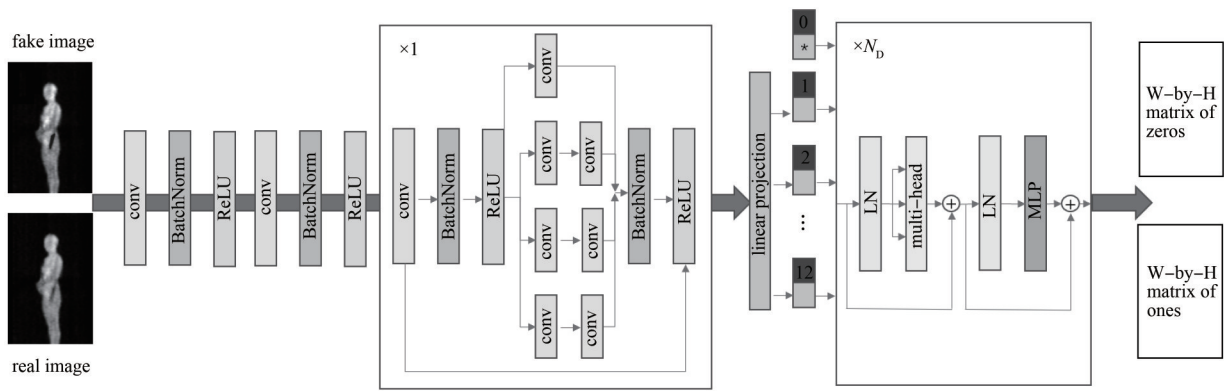 fake image
real image
conv
BatchNorm
ReLU
conv
BatchNorm
ReLU
×1
conv
BatchNorm
ReLU
conv
conv
conv
conv
conv
conv
conv
BatchNorm
ReLU
linear projection
0
*
1
2
...
12
×N_D
LN
multi−head
+
LN
MLP
+
W−by−H
matrix of
zeros
W−by−H
matrix of
ones